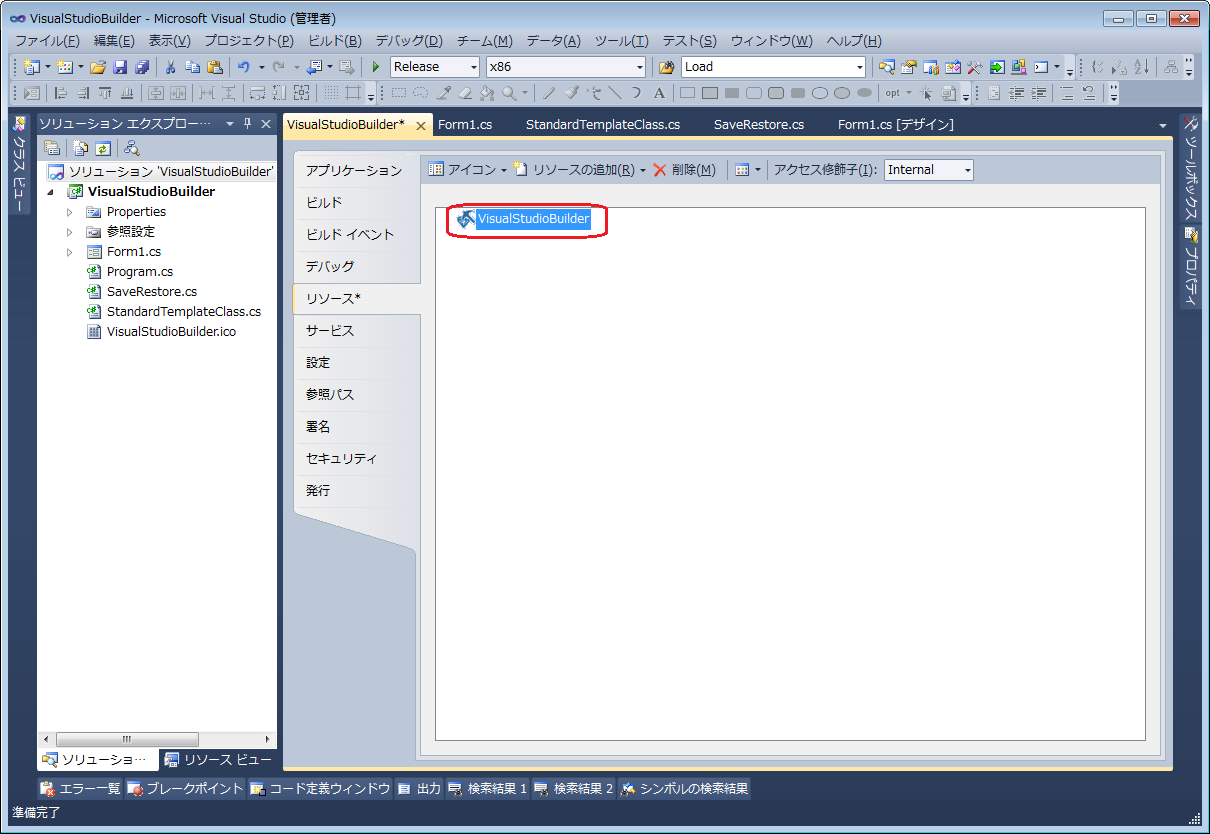 VisualStudioBuilder - Microsoft Visual Studio (管理者)
ファイル(F) 編集(E) 表示(V) プロジェクト(P) ビルド(B) デバッグ(D) チーム(M) データ(A) ツール(T) テスト(S) ウィンドウ(W) ヘルプ(H)
Release x86 Load
A opt
クラス ビュー
ソリューション エクスプロー…
ソリューション 'VisualStudioBuilder'
VisualStudioBuilder
Properties
参照設定
Form1.cs
Program.cs
SaveRestore.cs
StandardTemplateClass.cs
VisualStudioBuilder.ico
ソリューショ… リソース ビュー
VisualStudioBuilder* Form1.cs StandardTemplateClass.cs SaveRestore.cs Form1.cs [デザイン]
アプリケーション
ビルド
ビルド イベント
デバッグ
リソース*
サービス
設定
参照パス
署名
セキュリティ
発行
アイコン リソースの追加(R) 削除(M) アクセス修飾子(I): Internal
VisualStudioBuilder
ツールボックス
プロパティ
エラー一覧 ブレークポイント コード定義ウィンドウ 出力 検索結果 1 検索結果 2 シンボルの検索結果
準備完了